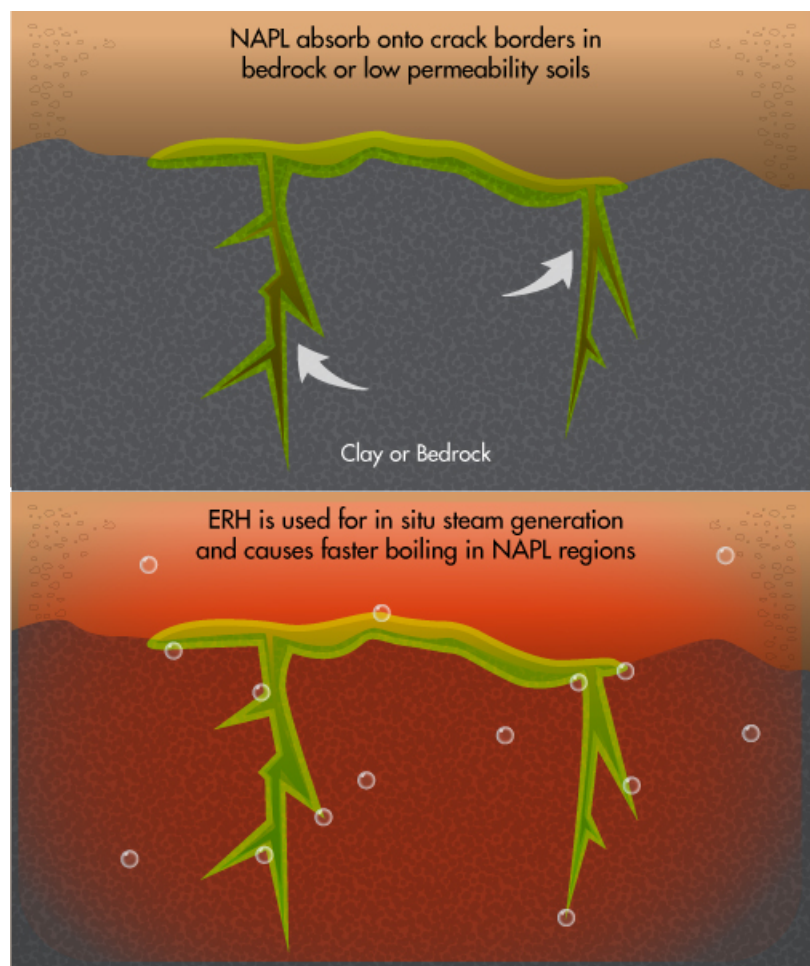 NAPL absorb onto crack borders in
bedrock or low permeability soils
Clay or Bedrock
ERH is used for in situ steam generation
and causes faster boiling in NAPL regions